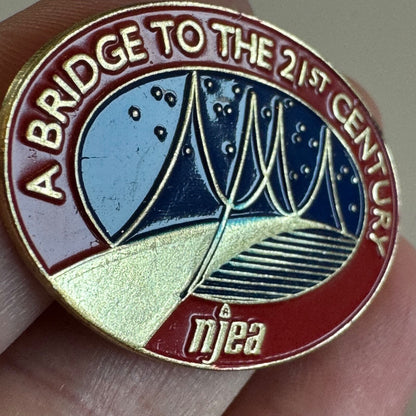 A BRIDGE TO THE 21ST CENTURY
njea